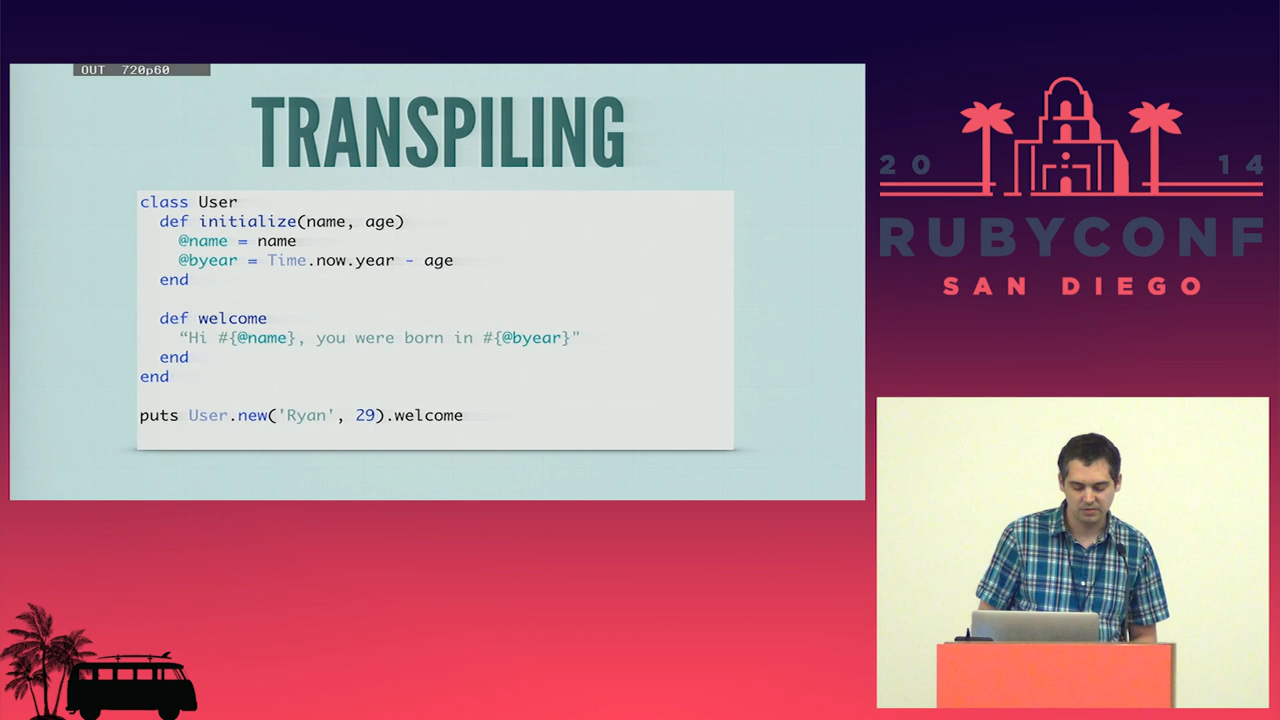 OUT 720p60
TRANSPILING
class User
  def initialize(name, age)
    @name = name
    @byear = Time.now.year - age
  end

  def welcome
    “Hi #{@name}, you were born in #{@byear}"
  end
end

puts User.new('Ryan', 29).welcome
20 14
RUBYCONF
SAN DIEGO